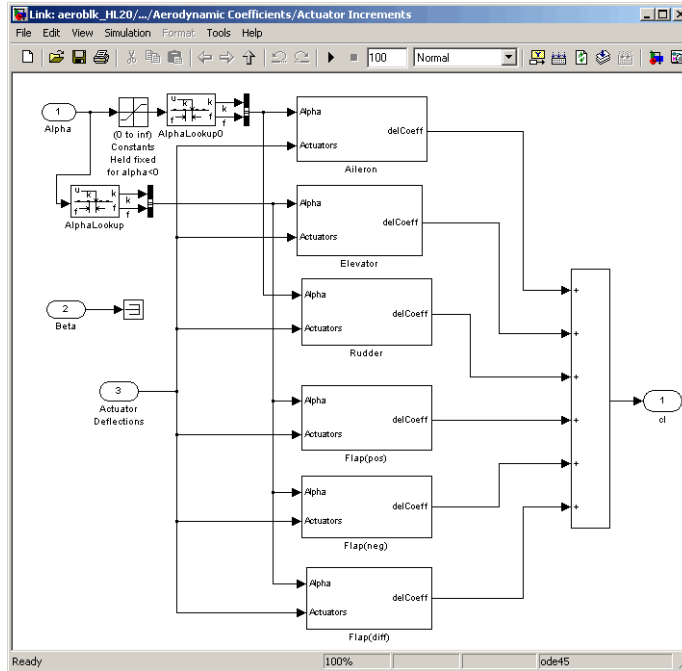 Link: aeroblk_HL20/.../Aerodynamic Coefficients/Actuator Increments
File Edit View Simulation Format Tools Help
100 Normal
1
Alpha
(0 to inf)
Constants
Held fixed
for alpha<0
u k k
f f
AlphaLookup0
k
f
u k k
f f
AlphaLookup
k
f
Alpha
Actuators
delCoeff
Aileron
Alpha
Actuators
delCoeff
Elevator
2
Beta
Alpha
Actuators
delCoeff
Rudder
3
Actuator
Deflections
Alpha
Actuators
delCoeff
Flap(pos)
Alpha
Actuators
delCoeff
Flap(neg)
Alpha
Actuators
delCoeff
Flap(diff)
+
+
+
+
+
+
1
cl
Ready 100% ode45